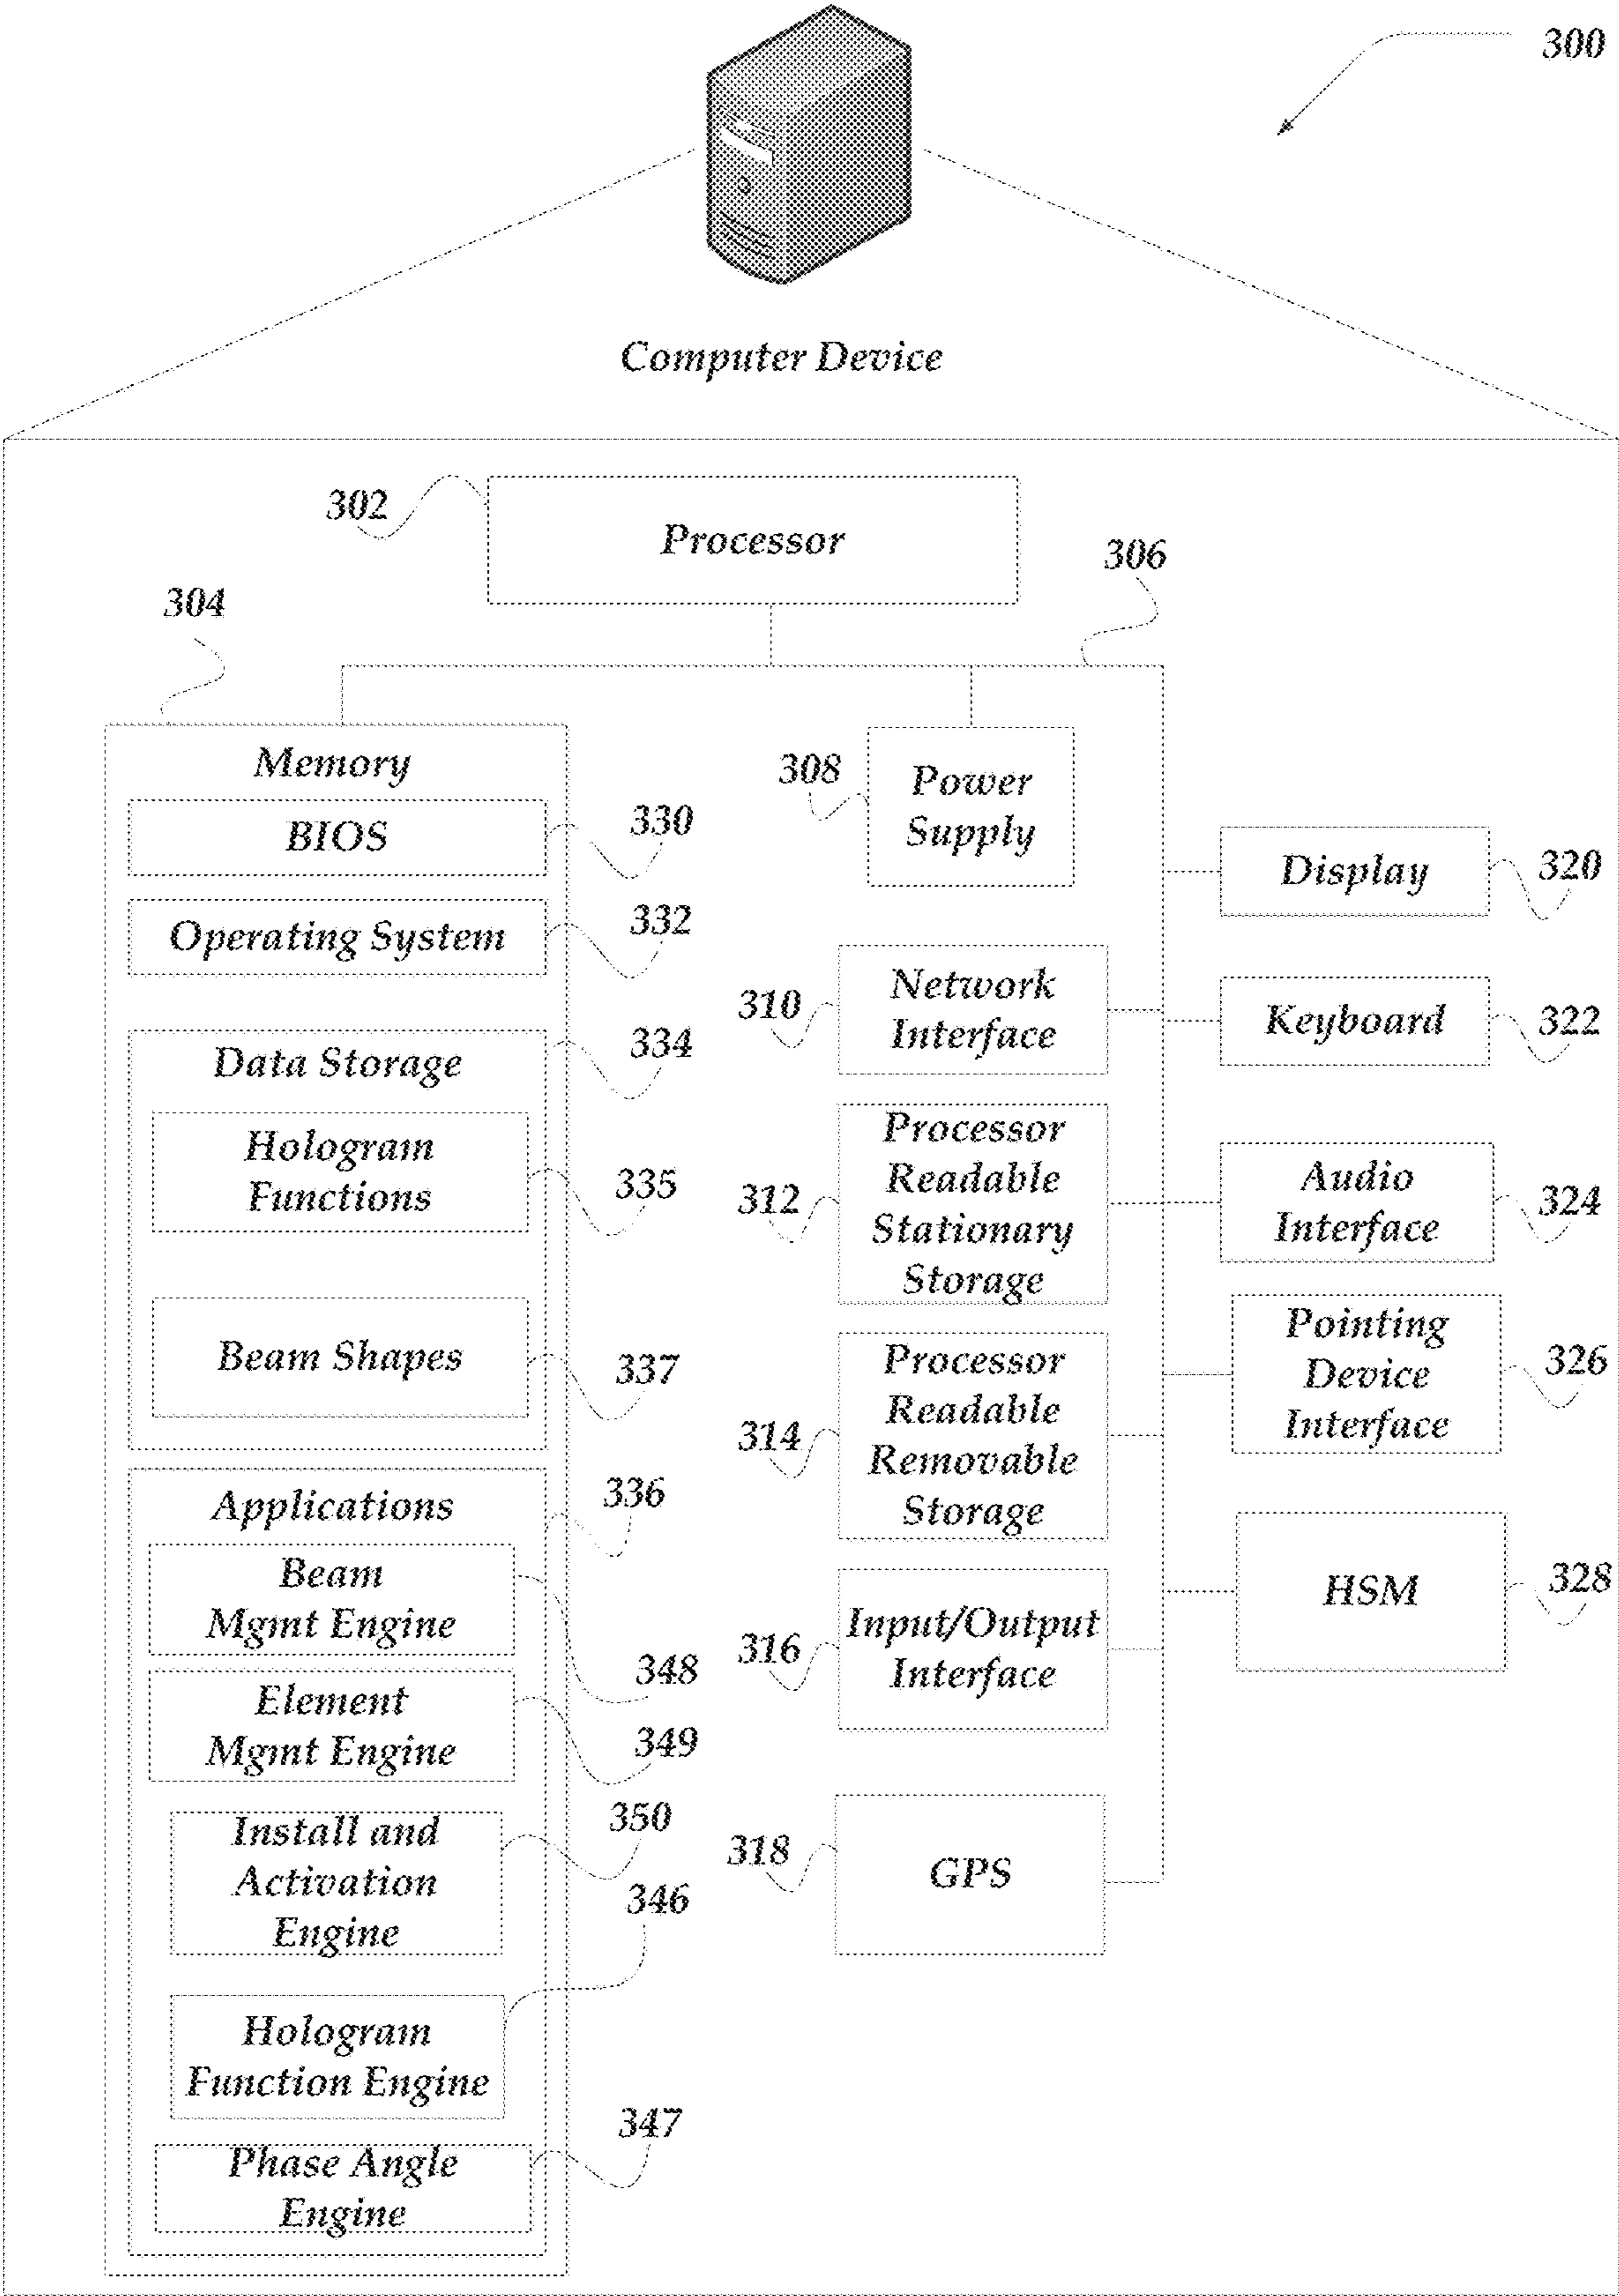 300
Computer Device
302
Processor
306
304
Memory
BIOS
330
Operating System
332
Data Storage
334
Hologram
Functions
335
Beam Shapes
337
Applications
336
Beam
Mgmt Engine
348
Element
Mgmt Engine
349
Install and
Activation
Engine
350
346
Hologram
Function Engine
347
Phase Angle
Engine
308
Power
Supply
310
Network
Interface
312
Processor
Readable
Stationary
Storage
314
Processor
Readable
Removable
Storage
316
Input/Output
Interface
318
GPS
Display
320
Keyboard
322
Audio
Interface
324
Pointing
Device
Interface
326
HSM
328